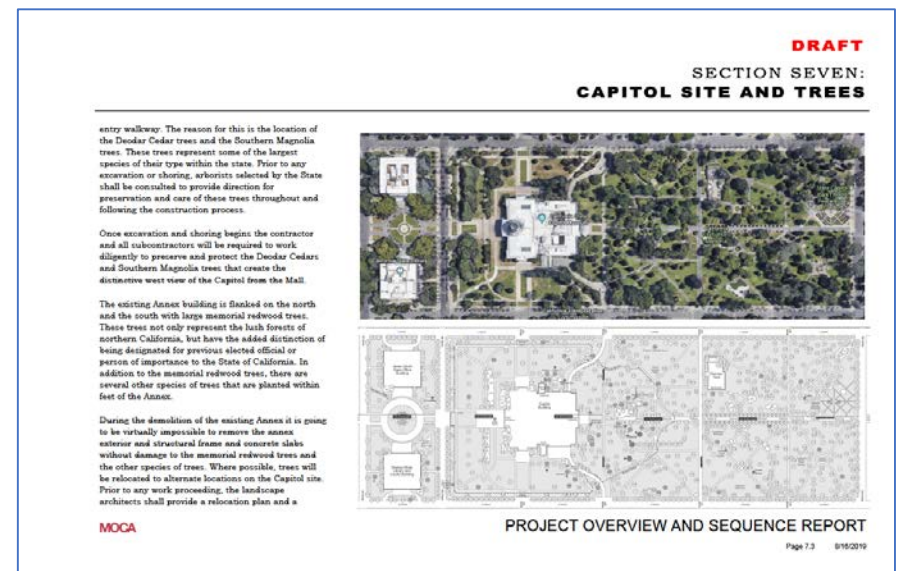 DRAFT
SECTION SEVEN:
CAPITOL SITE AND TREES
entry walkway. The reason for this is the location of
the Deodar Cedar trees and the Southern Magnolia
trees. These trees represent some of the largest
species of their type within the state. Prior to any
excavation or shoring, arborists selected by the State
shall be consulted to provide direction for
preservation and care of these trees throughout and
following the construction process.
Once excavation and shoring begins the contractor
and all subcontractors will be required to work
diligently to preserve and protect the Deodar Cedars
and Southern Magnolia trees that create the
distinctive west view of the Capitol from the Mall.
The existing Annex building is flanked on the north
and the south with large memorial redwood trees.
These trees not only represent the lush forests of
northern California, but have the added distinction of
being designated for previous elected official or
person of importance to the State of California. In
addition to the memorial redwood trees, there are
several other species of trees that are planted within
feet of the Annex.
During the demolition of the existing Annex it is going
to be virtually impossible to remove the annex
exterior and structural frame and concrete slabs
without damage to the memorial redwood trees and
the other species of trees. Where possible, trees will
be relocated to alternate locations on the Capitol site.
Prior to any work proceeding, the landscape
architects shall provide a relocation plan and a
MOCA
PROJECT OVERVIEW AND SEQUENCE REPORT
Page 7.3 9/16/2019